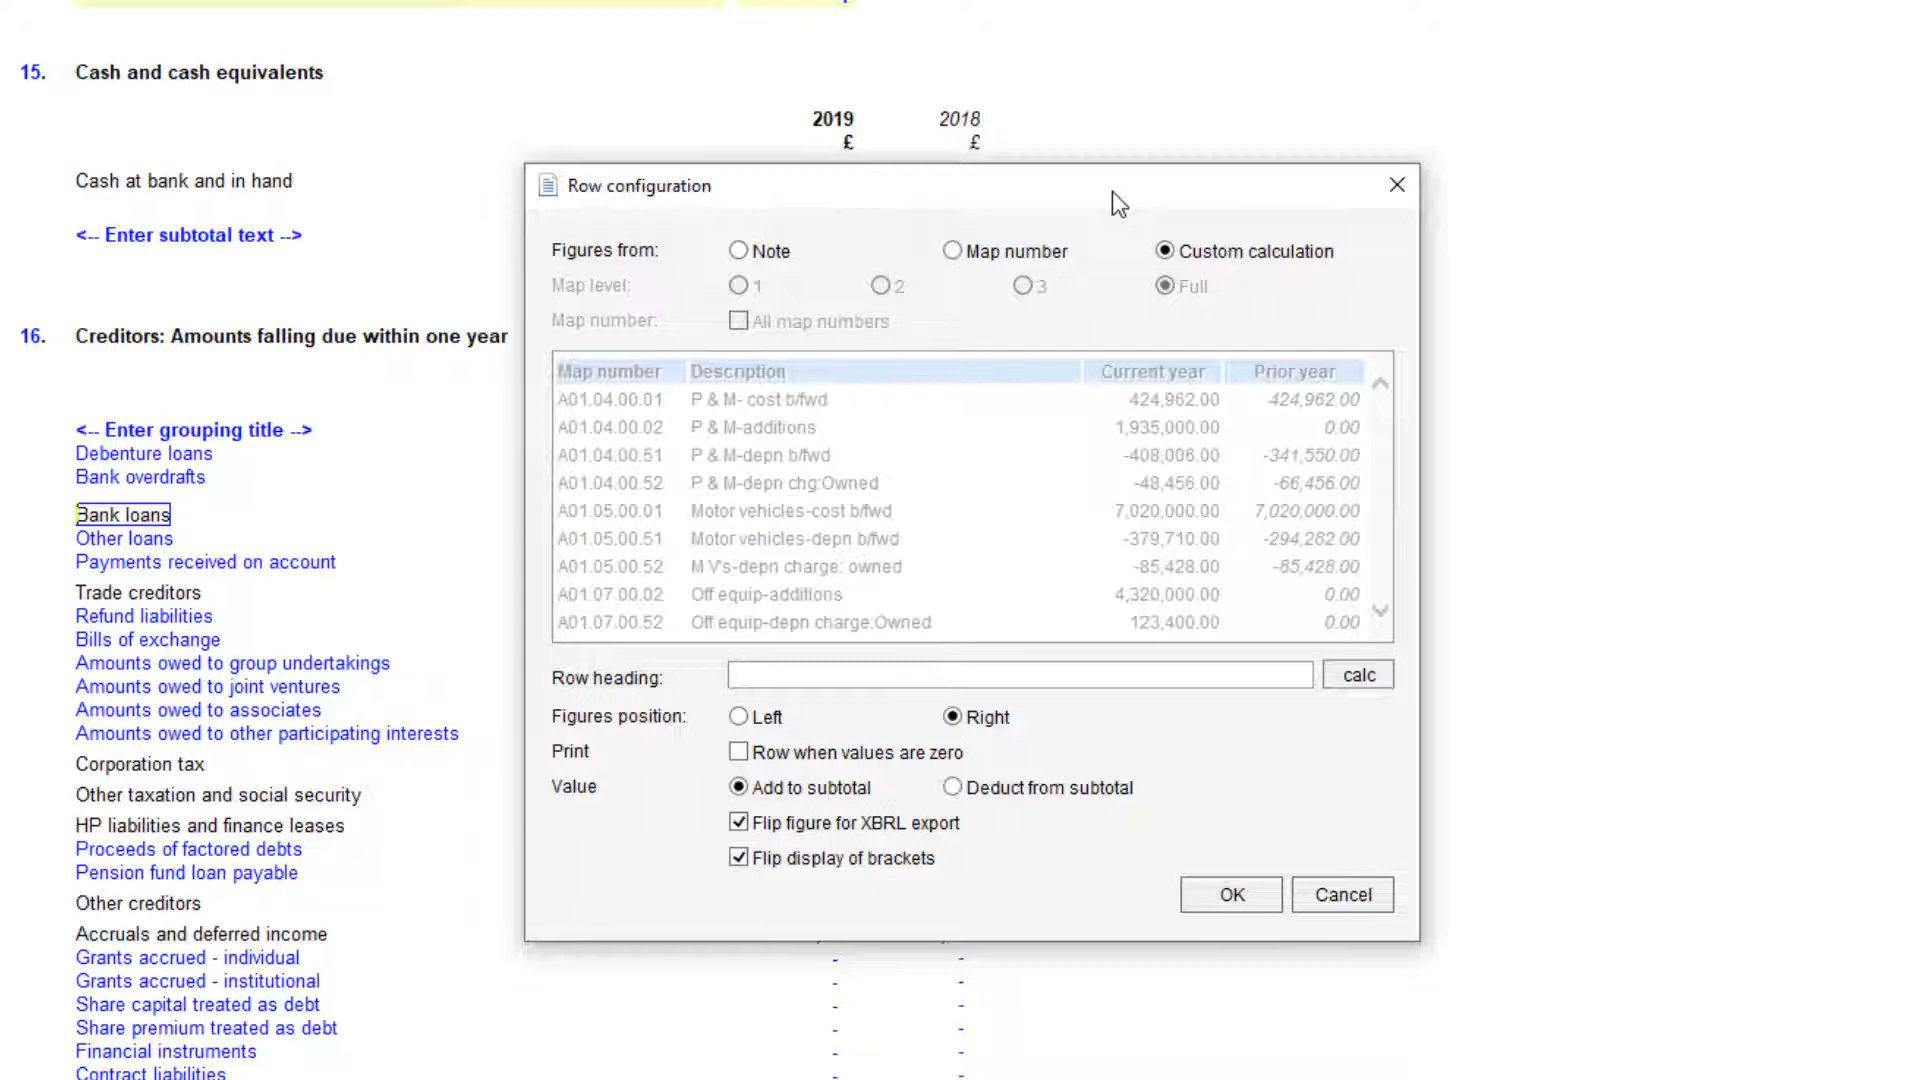 15. Cash and cash equivalents
2019 2018
£ £
Cash at bank and in hand
<-- Enter subtotal text -->
16. Creditors: Amounts falling due within one year
<-- Enter grouping title -->
Debenture loans
Bank overdrafts
Bank loans
Other loans
Payments received on account
Trade creditors
Refund liabilities
Bills of exchange
Amounts owed to group undertakings
Amounts owed to joint ventures
Amounts owed to associates
Amounts owed to other participating interests
Corporation tax
Other taxation and social security
HP liabilities and finance leases
Proceeds of factored debts
Pension fund loan payable
Other creditors
Accruals and deferred income
Grants accrued - individual - -
Grants accrued - institutional - -
Share capital treated as debt - -
Share premium treated as debt - -
Financial instruments - -
Contract liabilities - -
Row configuration
Figures from: Note Map number Custom calculation
Map level: 1 2 3 Full
Map number: All map numbers
Map number Description Current year Prior year
A01.04.00.01 P & M- cost b/fwd 424,962.00 424,962.00
A01.04.00.02 P & M-additions 1,935,000.00 0.00
A01.04.00.51 P & M-depn b/fwd -408,006.00 -341,550.00
A01.04.00.52 P & M-depn chg:Owned -48,456.00 -66,456.00
A01.05.00.01 Motor vehicles-cost b/fwd 7,020,000.00 7,020,000.00
A01.05.00.51 Motor vehicles-depn b/fwd -379,710.00 -294,282.00
A01.05.00.52 M V's-depn charge: owned -85,428.00 -85,428.00
A01.07.00.02 Off equip-additions 4,320,000.00 0.00
A01.07.00.52 Off equip-depn charge:Owned 123,400.00 0.00
Row heading: calc
Figures position: Left Right
Print Row when values are zero
Value Add to subtotal Deduct from subtotal
Flip figure for XBRL export
Flip display of brackets
OK Cancel